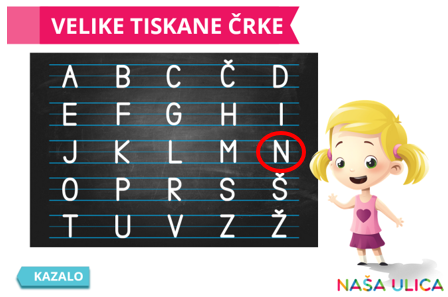 VELIKE TISKANE ČRKE
A B C Č D
E F G H I
J K L M N
O P R S Š
T U V Z Ž
KAZALO
NAŠA ULICA